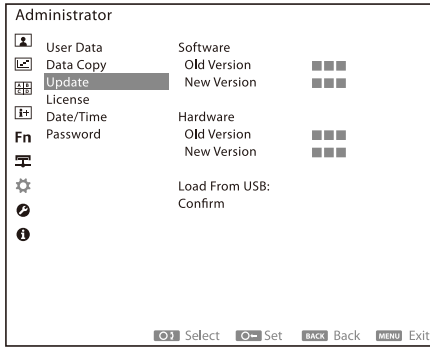 Administrator
User Data
Data Copy
Update
License
Date/Time
Password
Fn
Software
Old Version
New Version
Hardware
Old Version
New Version
Load From USB:
Confirm
Select Set BACK Back MENU Exit